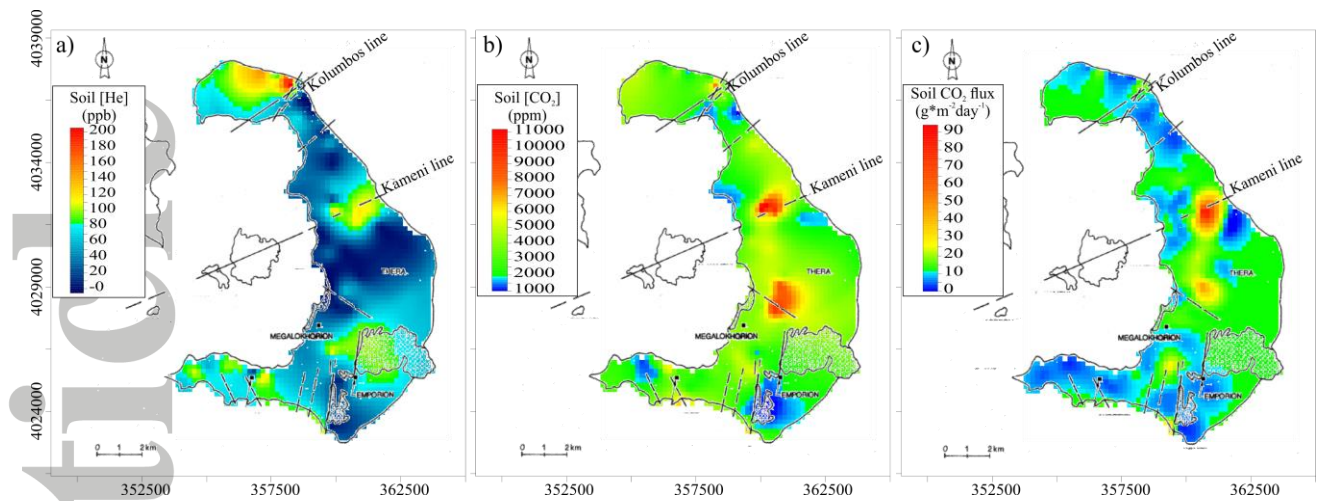 a)
N
Kolumbos line
Soil [He]
(ppb)
200
180
160
140
120
100
80
60
40
20
-0
Kameni line
THERA
MEGALOKHORION
EMPORION
0 1 2 km
4039000
4034000
4029000
4024000
352500 357500 362500
b)
N
Kolumbos line
Soil [CO₂]
(ppm)
11000
10000
9000
8000
7000
6000
5000
4000
3000
2000
1000
Kameni line
THERA
MEGALOKHORION
EMPORION
0 1 2 km
352500 357500 362500
c)
N
Kolumbos line
Soil CO₂ flux
(g*m⁻²day⁻¹)
90
80
70
60
50
40
30
20
10
0
Kameni line
THERA
MEGALOKHORION
EMPORION
0 1 2 km
352500 357500 362500